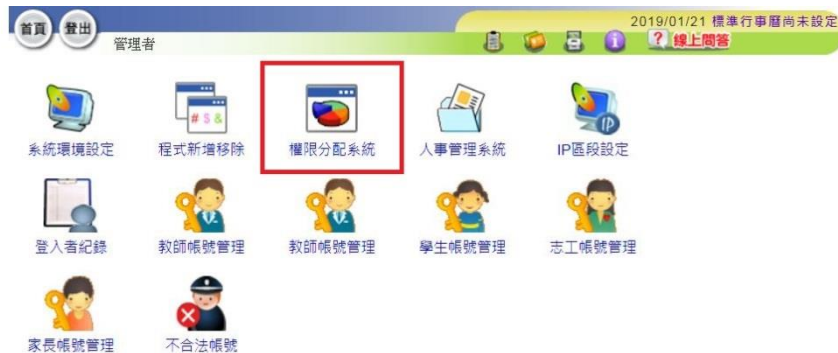 首頁 登出 管理者
2019/01/21 標準行事曆尚未設定
? 線上問答
# $ &
系統環境設定 程式新增移除 權限分配系統 人事管理系統 IP區段設定
IP
登入者紀錄 教師帳號管理 教師帳號管理 學生帳號管理 志工帳號管理
家長帳號管理 不合法帳號